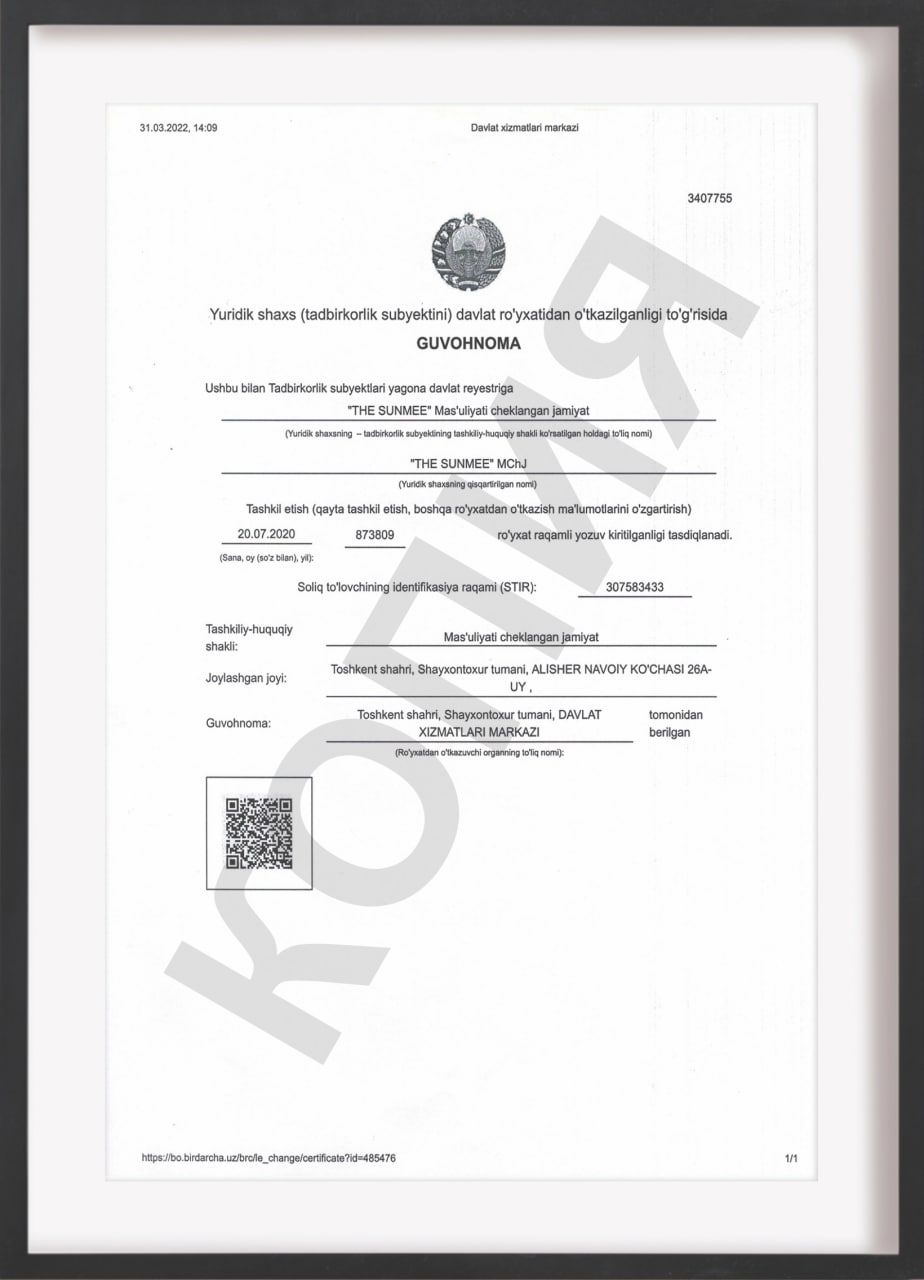 31.03.2022, 14:09 Davlat xizmatlari markazi
3407755
Yuridik shaxs (tadbirkorlik subyektini) davlat ro'yxatidan o'tkazilganligi to'g'risida
GUVOHNOMA
Ushbu bilan Tadbirkorlik subyektlari yagona davlat reyestriga
"THE SUNMEE" Mas'uliyati cheklangan jamiyat
(Yuridik shaxsning – tadbirkorlik subyektining tashkiliy-huquqiy shakli ko'rsatilgan holdagi to'liq nomi)
"THE SUNMEE" MChJ
(Yuridik shaxsning qisqartirilgan nomi)
Tashkil etish (qayta tashkil etish, boshqa ro'yxatdan o'tkazish ma'lumotlarini o'zgartirish)
20.07.2020 873809 ro'yxat raqamli yozuv kiritilganligi tasdiqlanadi.
(Sana, oy (so'z bilan), yil):
Soliq to'lovchining identifikasiya raqami (STIR): 307583433
Tashkiliy-huquqiy
shakli: Mas'uliyati cheklangan jamiyat
Joylashgan joyi: Toshkent shahri, Shayxontoxur tumani, ALISHER NAVOIY KO'CHASI 26A-
UY ,
Guvohnoma: Toshkent shahri, Shayxontoxur tumani, DAVLAT tomonidan
XIZMATLARI MARKAZI berilgan
(Ro'yxatdan o'tkazuvchi organning to'liq nomi):
КОПИЯ
https://bo.birdarcha.uz/brc/le_change/certificate?id=485476 1/1